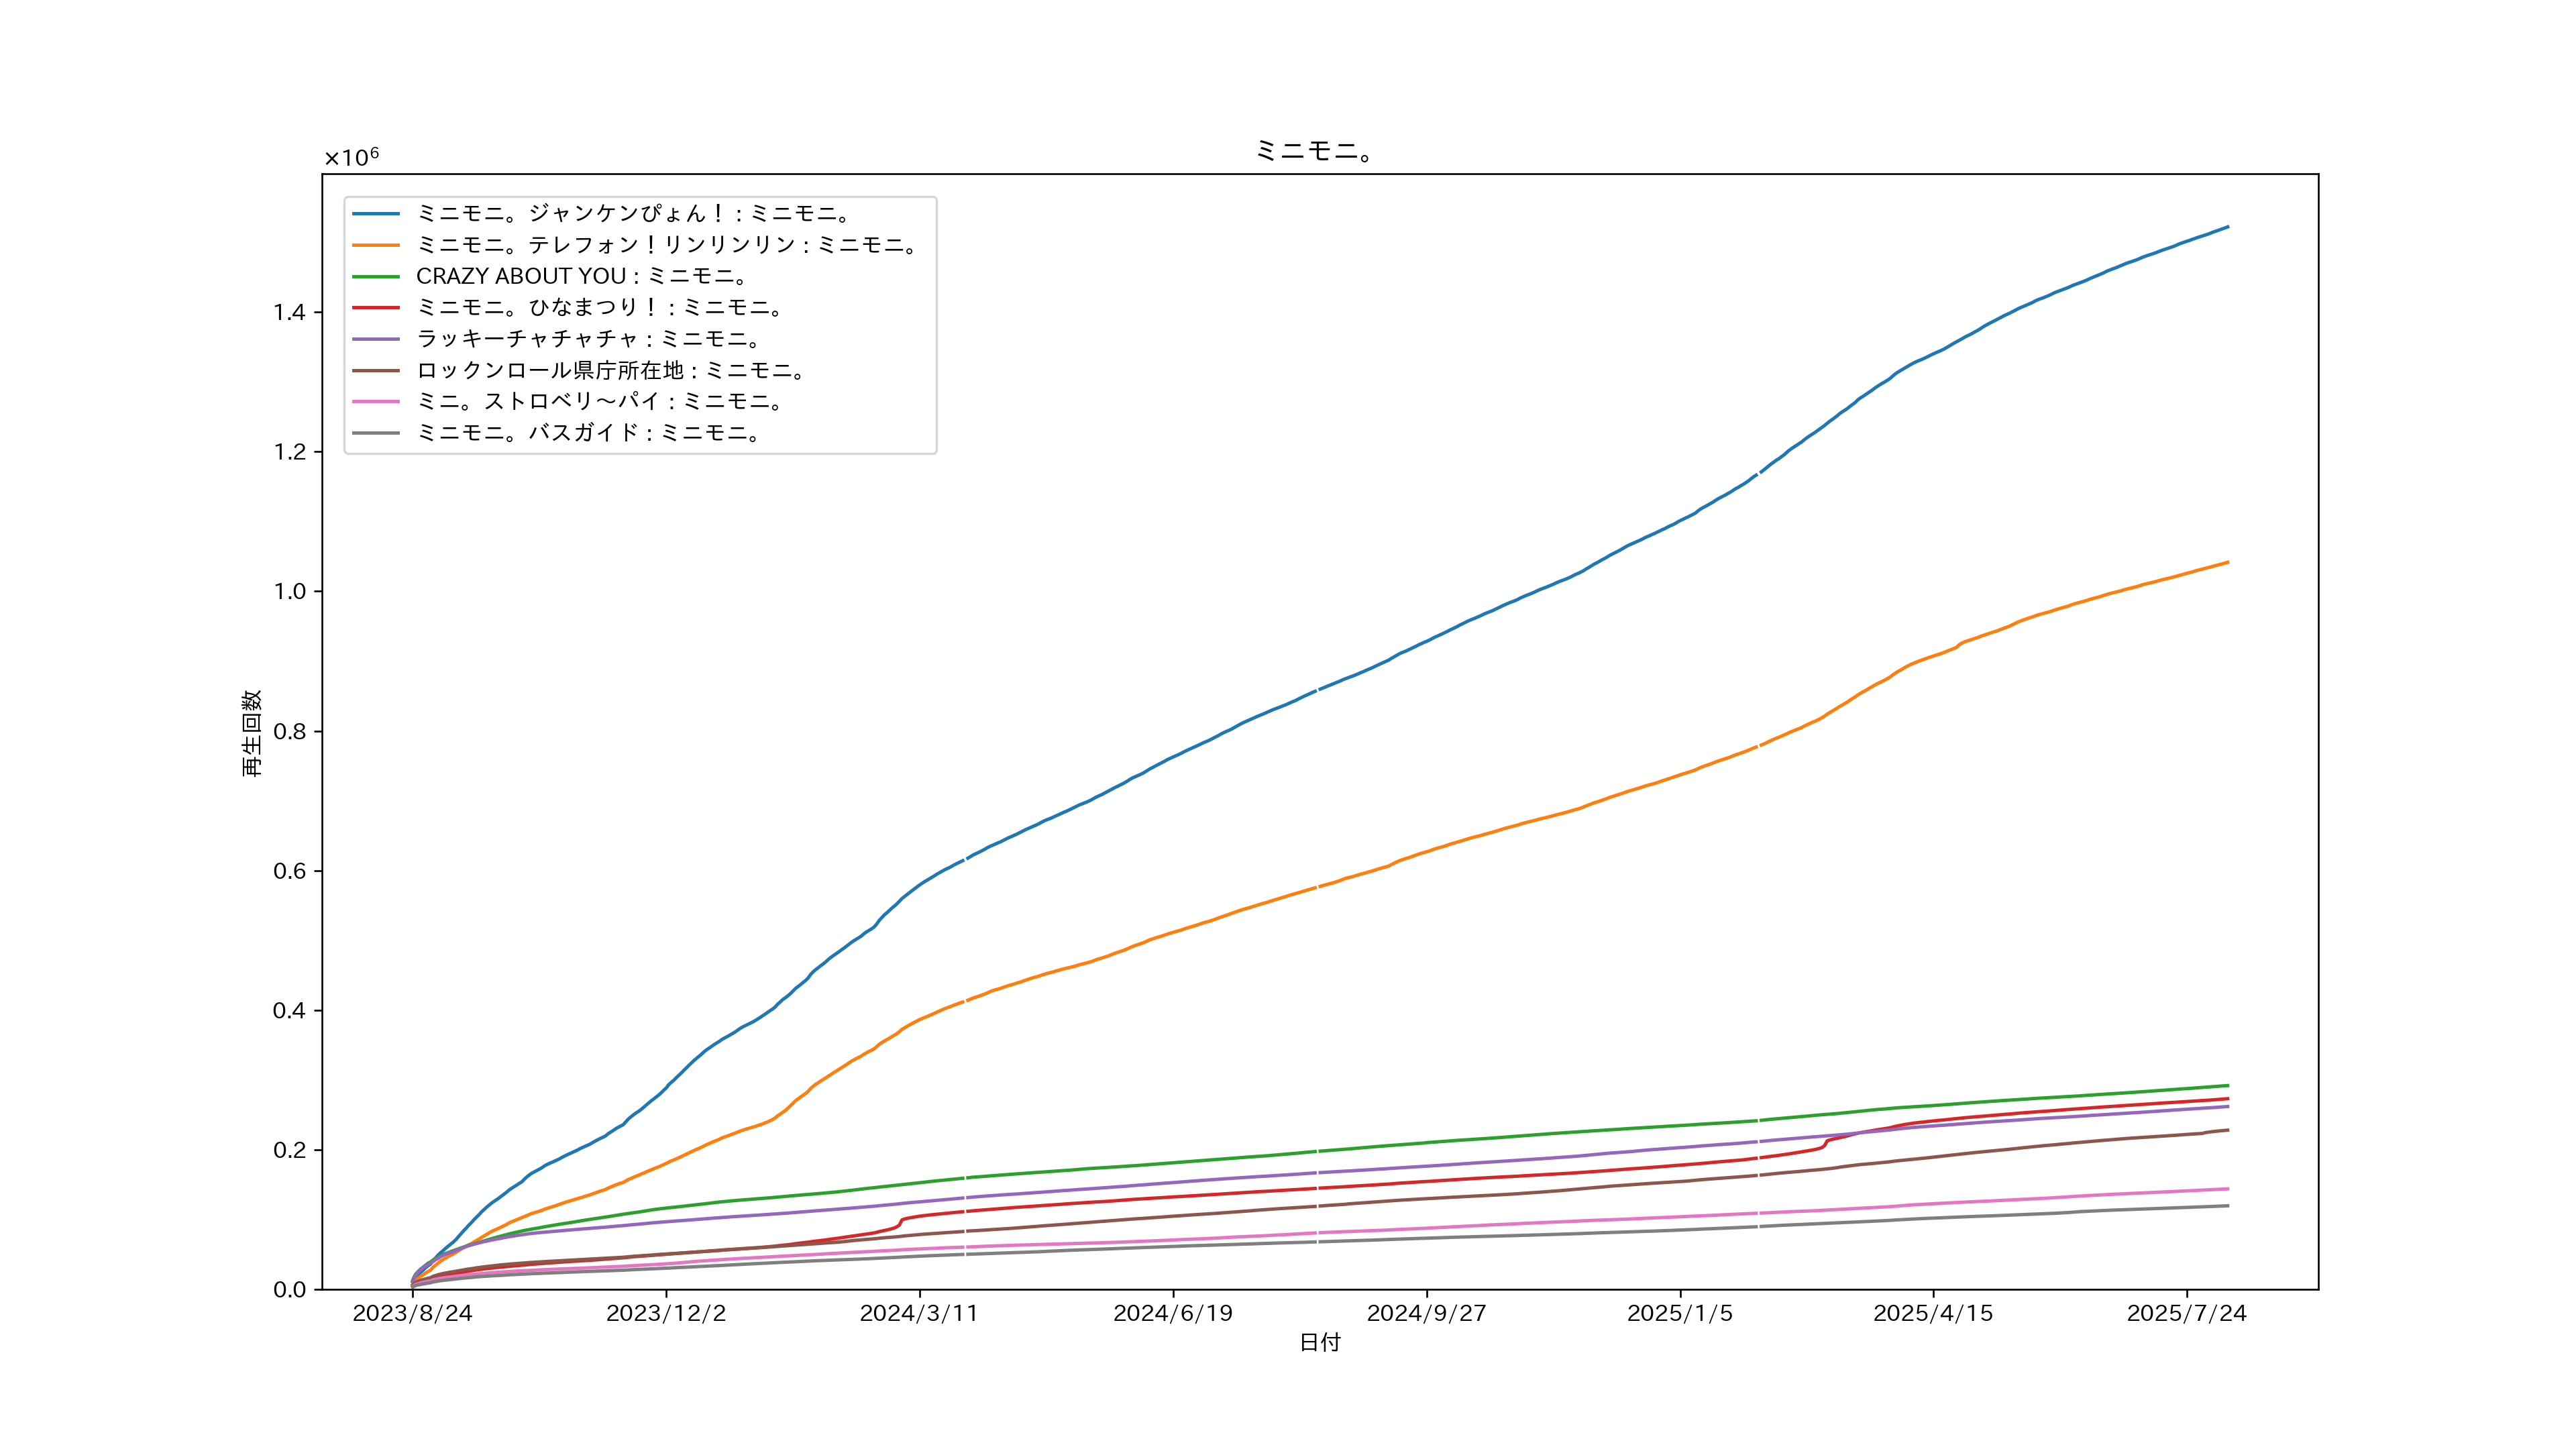 ミニモニ。
×10⁶
ミニモニ。ジャンケンぴょん！ : ミニモニ。
ミニモニ。テレフォン！リンリンリン : ミニモニ。
CRAZY ABOUT YOU : ミニモニ。
ミニモニ。ひなまつり！ : ミニモニ。
ラッキーチャチャチャ : ミニモニ。
ロックンロール県庁所在地 : ミニモニ。
ミニ。ストロベリ～パイ : ミニモニ。
ミニモニ。バスガイド : ミニモニ。
1.4
1.2
1.0
0.8
0.6
0.4
0.2
0.0
再生回数
2023/8/24 2023/12/2 2024/3/11 2024/6/19 2024/9/27 2025/1/5 2025/4/15 2025/7/24
日付